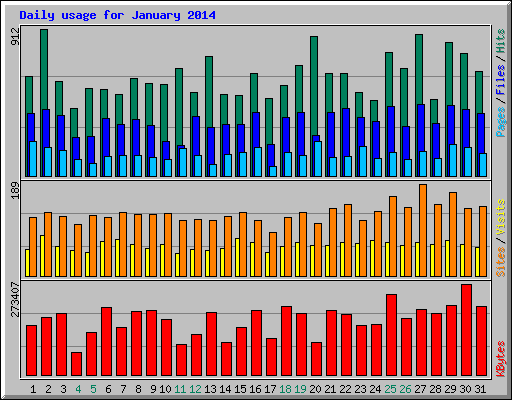 Daily usage for January 2014
912
Pages / Files / Hits
189
Sites / Visits
273407
KBytes
1 2 3 4 5 6 7 8 9 10 11 12 13 14 15 16 17 18 19 20 21 22 23 24 25 26 27 28 29 30 31